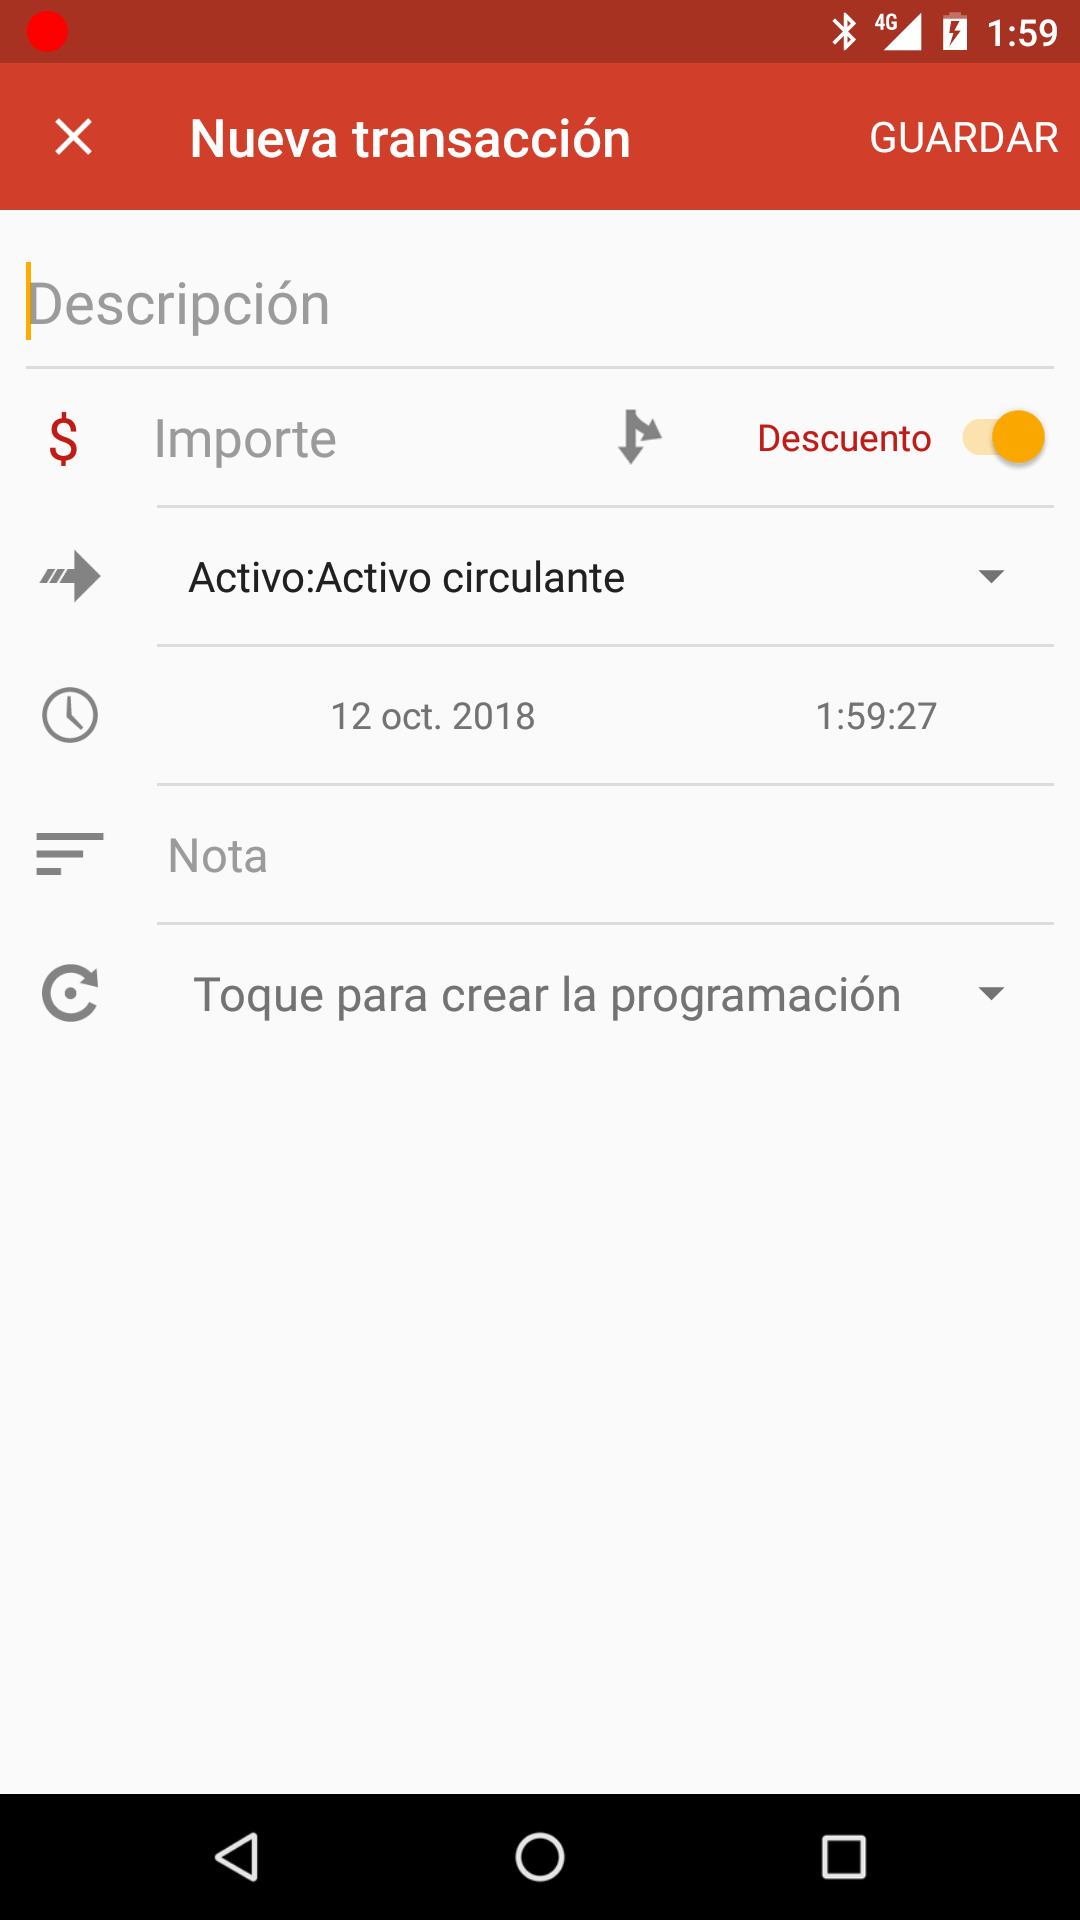 4G 1:59
Nueva transacción GUARDAR
Descripción
$ Importe Descuento
Activo:Activo circulante
12 oct. 2018 1:59:27
Nota
Toque para crear la programación